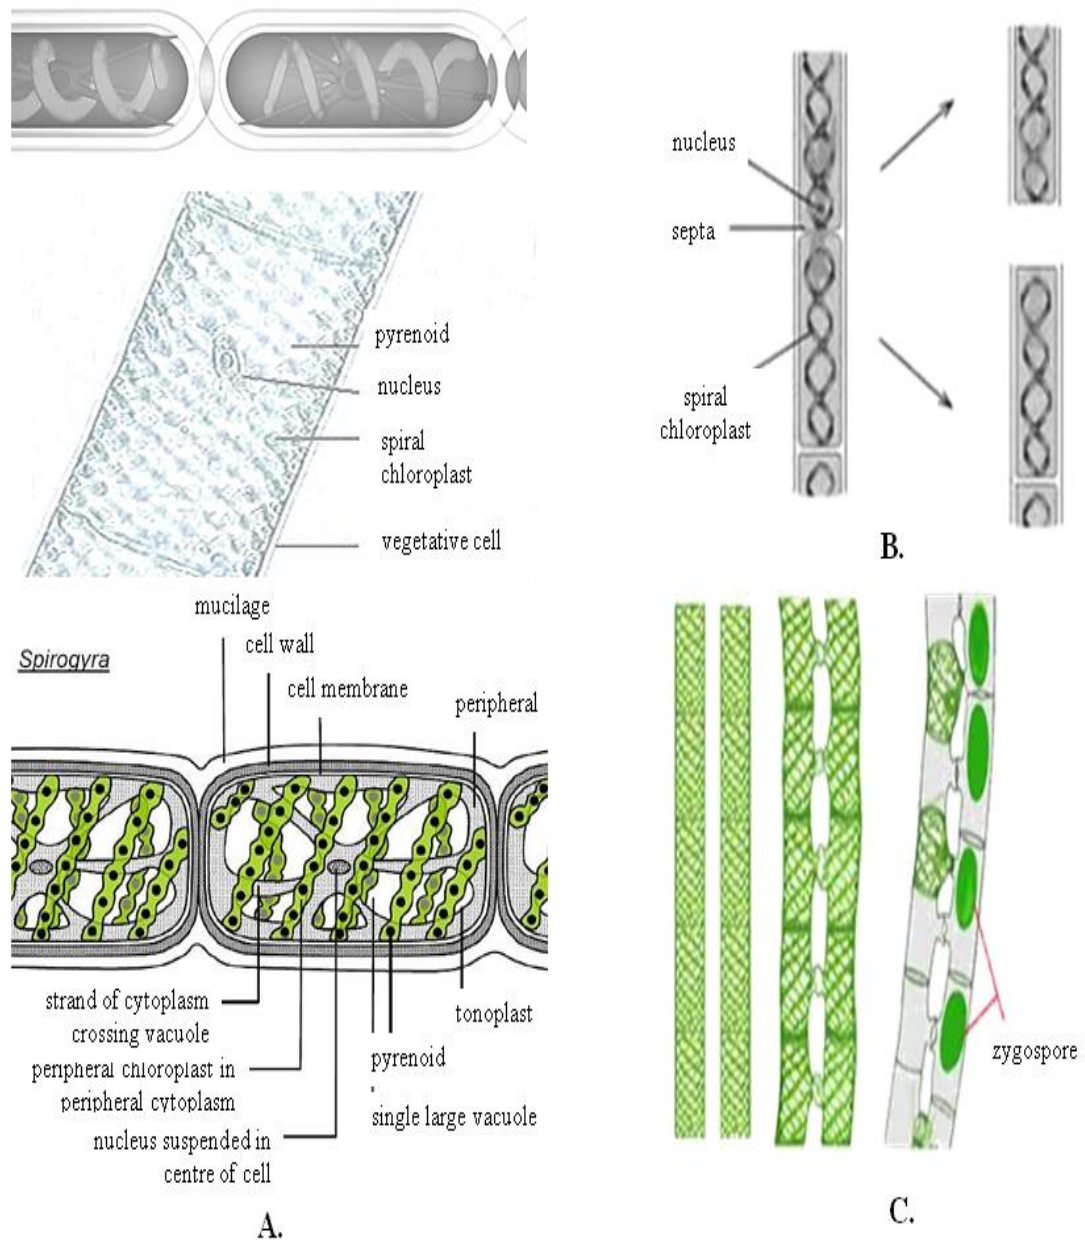 pyrenoid
nucleus
spiral
chloroplast
vegetative cell
mucilage
cell wall
Spirogyra
cell membrane
peripheral
strand of cytoplasm
crossing vacuole
tonoplast
peripheral chloroplast in
peripheral cytoplasm
pyrenoid
single large vacuole
nucleus suspended in
centre of cell
A.
nucleus
septa
spiral
chloroplast
B.
zygospore
C.